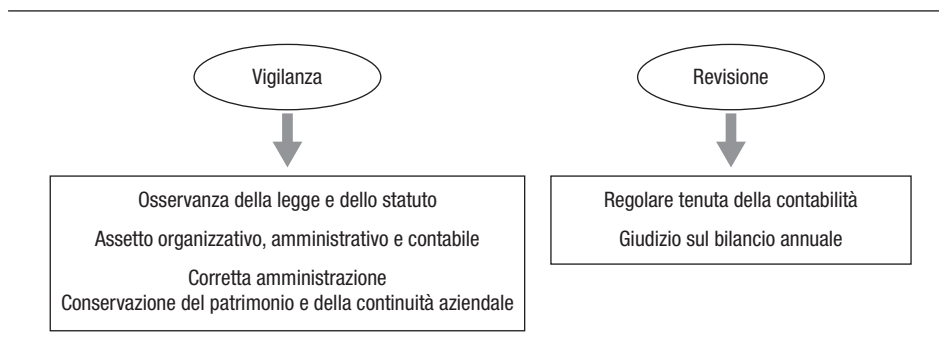 Vigilanza
Osservanza della legge e dello statuto
Assetto organizzativo, amministrativo e contabile
Corretta amministrazione
Conservazione del patrimonio e della continuità aziendale
Revisione
Regolare tenuta della contabilità
Giudizio sul bilancio annuale